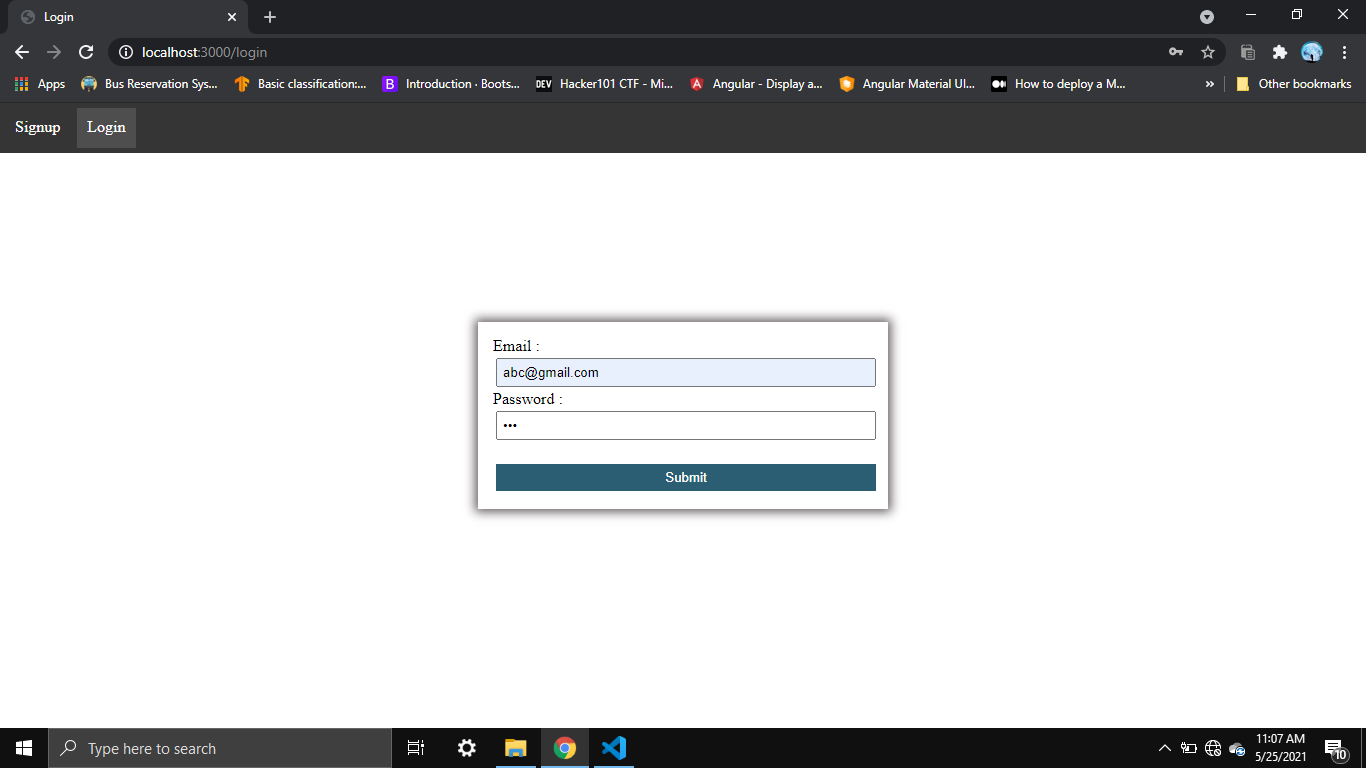 Login
localhost:3000/login
Apps Bus Reservation Sys... Basic classification:... B Introduction · Boots... DEV Hacker101 CTF - Mi... Angular - Display a... Angular Material UI... How to deploy a M... » Other bookmarks
Signup Login
Email :
abc@gmail.com
Password :
•••
Submit
Type here to search
11:07 AM
5/25/2021
10